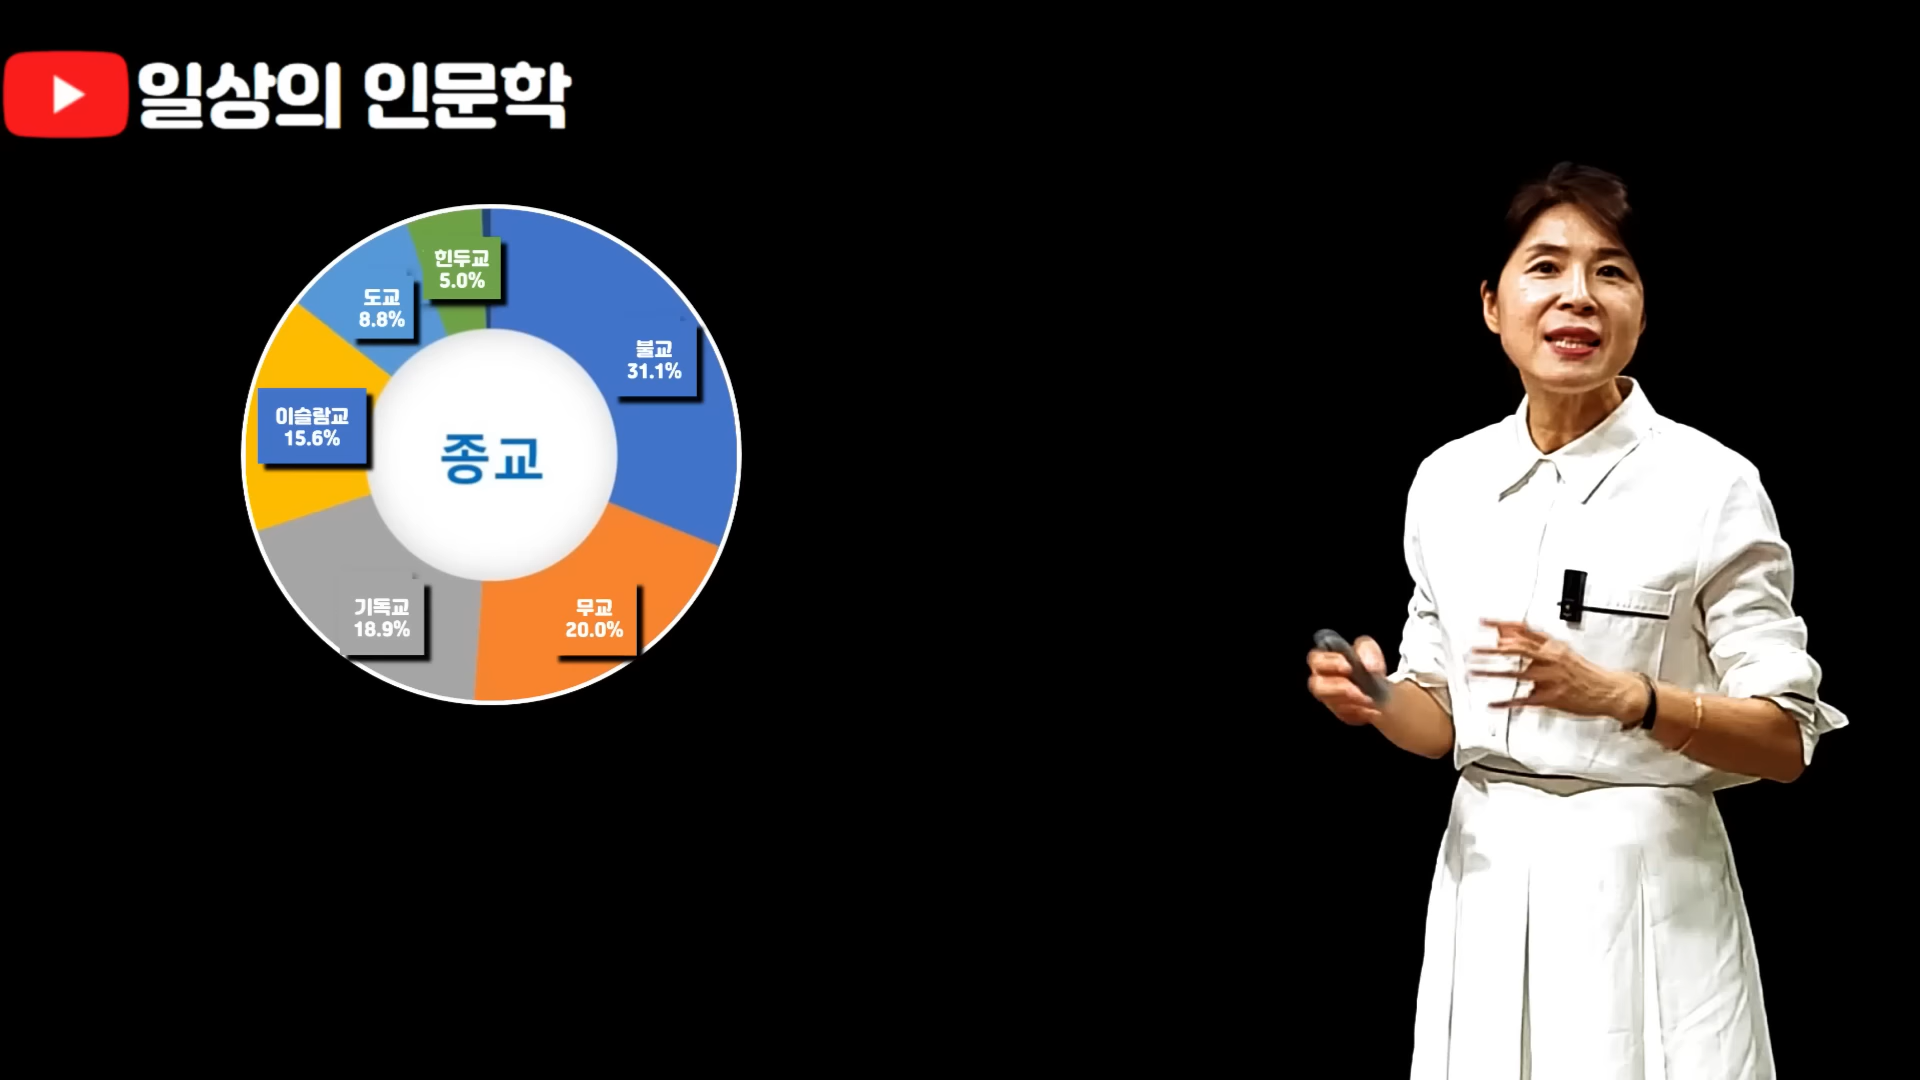 일상의 인문학
힌두교
5.0%
도교
8.8%
불교
31.1%
이슬람교
15.6%
종교
기독교
18.9%
무교
20.0%